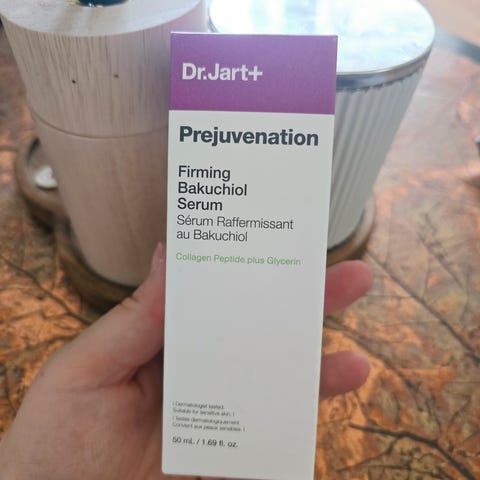 Dr.Jart+
Prejuvenation
Firming
Bakuchiol
Serum
Sérum Raffermissant
au Bakuchiol
Collagen Peptide plus Glycerin
| Dermatologist tested.
Suitable for sensitive skin. |
| Testé dermatologiquement.
Convient aux peaux sensibles. |
50 mL / 1.69 fl. oz.